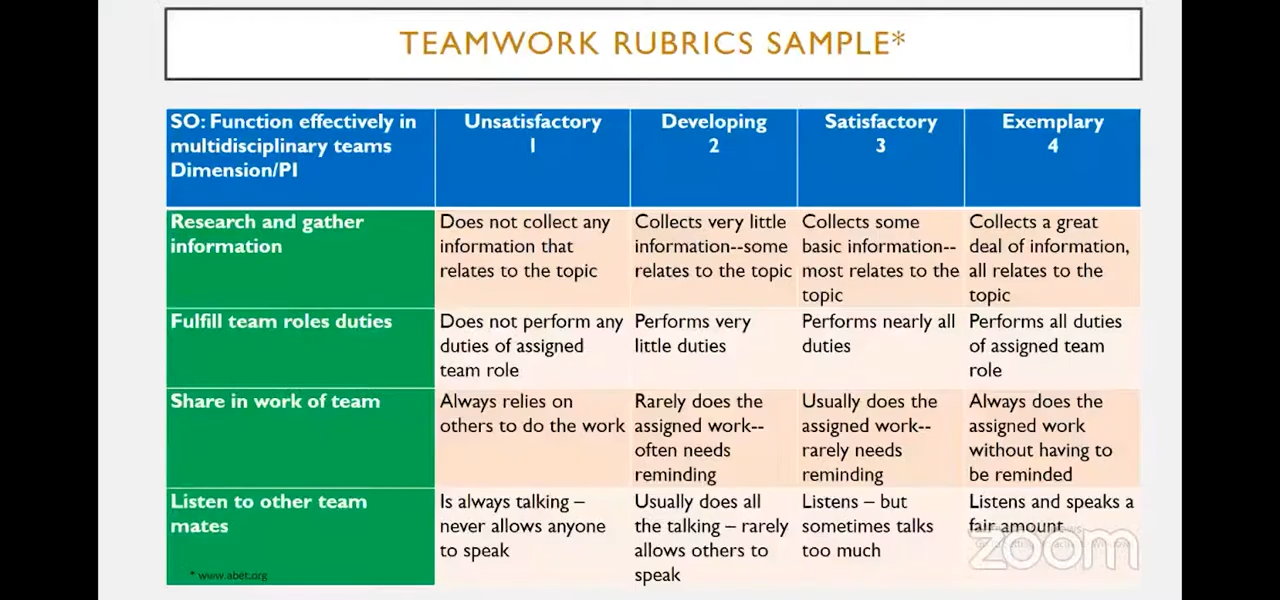 TEAMWORK RUBRICS SAMPLE*
SO: Function effectively in
multidisciplinary teams
Dimension/PI
Unsatisfactory
1
Developing
2
Satisfactory
3
Exemplary
4
Research and gather
information
Does not collect any
information that
relates to the topic
Collects very little
information--some
relates to the topic
Collects some
basic information--
most relates to the
topic
Collects a great
deal of information,
all relates to the
topic
Fulfill team roles duties
Does not perform any
duties of assigned
team role
Performs very
little duties
Performs nearly all
duties
Performs all duties
of assigned team
role
Share in work of team
Always relies on
others to do the work
Rarely does the
assigned work--
often needs
reminding
Usually does the
assigned work--
rarely needs
reminding
Always does the
assigned work
without having to
be reminded
Listen to other team
mates
Is always talking –
never allows anyone
to speak
Usually does all
the talking – rarely
allows others to
speak
Listens – but
sometimes talks
too much
Listens and speaks a
fair amount
* www.abet.org
zoom